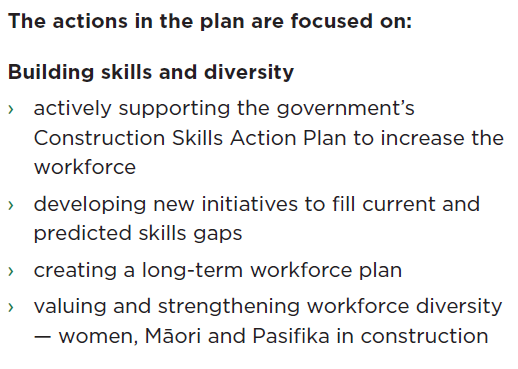 The actions in the plan are focused on:
Building skills and diversity
› actively supporting the government’s
Construction Skills Action Plan to increase the
workforce
› developing new initiatives to fill current and
predicted skills gaps
› creating a long-term workforce plan
› valuing and strengthening workforce diversity
— women, Māori and Pasifika in construction